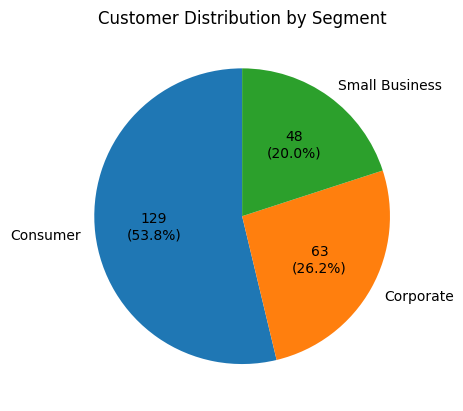 Customer Distribution by Segment
Small Business
48
(20.0%)
129
(53.8%)
Consumer
63
(26.2%)
Corporate